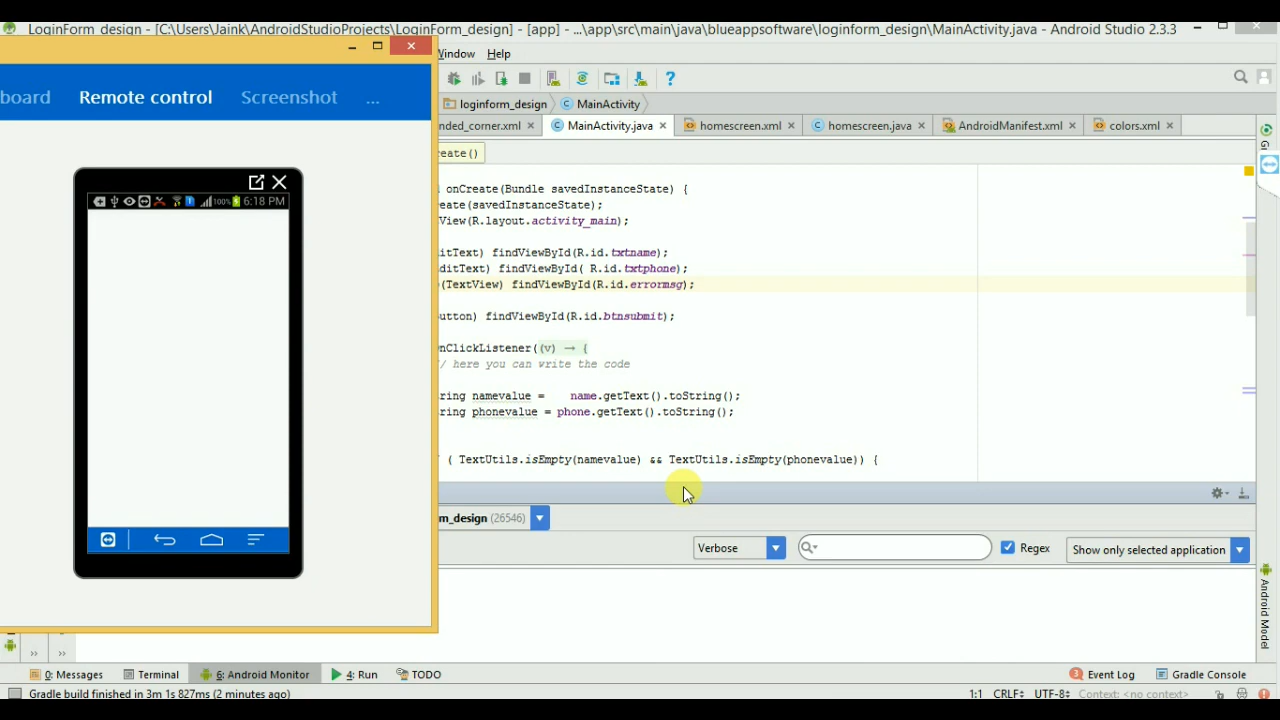 LoginForm_design - [C:\Users\Jaink\AndroidStudioProjects\LoginForm_design] - [app] - ...\app\src\main\java\blueappsoftware\loginform_design\MainActivity.java - Android Studio 2.3.3
Window Help
board Remote control Screenshot ...
loginform_design MainActivity
nded_corner.xml MainActivity.java homescreen.xml homescreen.java AndroidManifest.xml colors.xml
eate()
100% 6:18 PM
d onCreate(Bundle savedInstanceState) {
eate(savedInstanceState);
View(R.layout.activity_main);
ditText) findViewById(R.id.txtname);
ditText) findViewById( R.id.txtphone);
(TextView) findViewById(R.id.errormsg);
utton) findViewById(R.id.btnsubmit);
nClickListener((v) → {
/ here you can write the code
ring namevalue = name.getText().toString();
ring phonevalue = phone.getText().toString();
( TextUtils.isEmpty(namevalue) && TextUtils.isEmpty(phonevalue)) {
m_design (26546)
Verbose Regex Show only selected application
Android Model
0: Messages Terminal 6: Android Monitor 4: Run TODO 3 Event Log Gradle Console
Gradle build finished in 3m 1s 827ms (2 minutes ago) 1:1 CRLF UTF-8 Context: <no context>